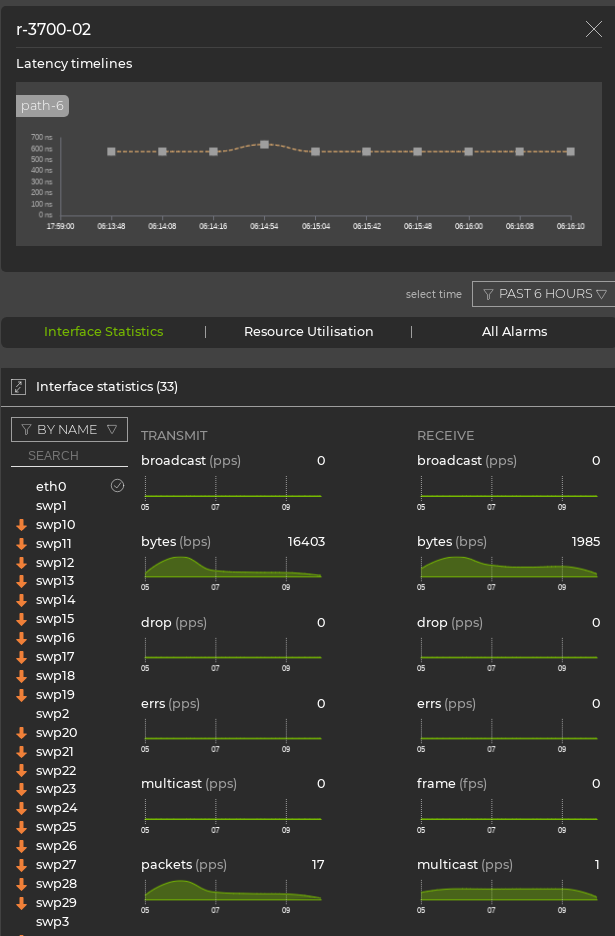 r-3700-02
Latency timelines
path-6
700 ns
600 ns
500 ns
400 ns
300 ns
200 ns
100 ns
0 ns
17:59:00 06:13:48 06:14:08 06:14:16 06:14:54 06:15:04 06:15:42 06:15:48 06:16:00 06:16:08 06:16:10
select time PAST 6 HOURS
Interface Statistics | Resource Utilisation | All Alarms
Interface statistics (33)
BY NAME
SEARCH
eth0
swp1
swp10
swp11
swp12
swp13
swp14
swp15
swp16
swp17
swp18
swp19
swp2
swp20
swp21
swp22
swp23
swp24
swp25
swp26
swp27
swp28
swp29
swp3
TRANSMIT
broadcast (pps) 0
05 07 09
bytes (bps) 16403
05 07 09
drop (pps) 0
05 07 09
errs (pps) 0
05 07 09
multicast (pps) 0
05 07 09
packets (pps) 17
05 07 09
RECEIVE
broadcast (pps) 0
05 07 09
bytes (bps) 1985
05 07 09
drop (pps) 0
05 07 09
errs (pps) 0
05 07 09
frame (fps) 0
05 07 09
multicast (pps) 1
05 07 09